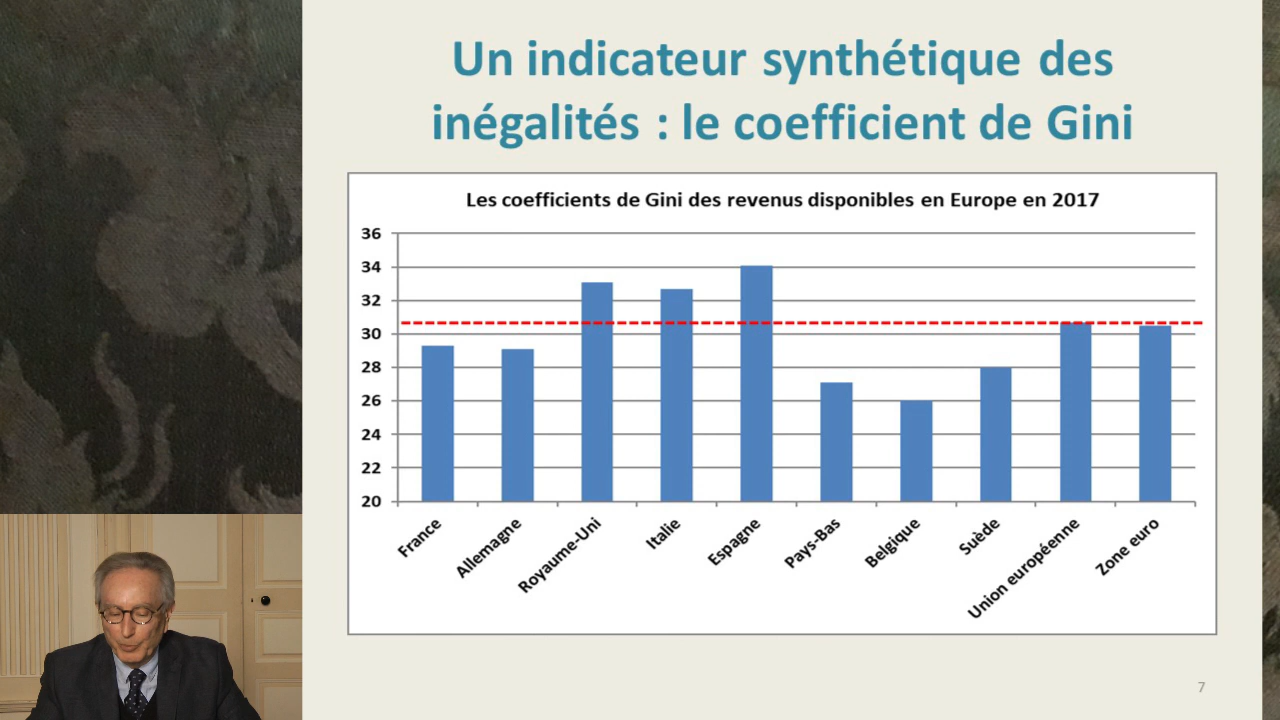 Un indicateur synthétique des
inégalités : le coefficient de Gini
Les coefficients de Gini des revenus disponibles en Europe en 2017
36
34
32
30
28
26
24
22
20
France
Allemagne
Royaume-Uni
Italie
Espagne
Pays-Bas
Belgique
Suède
Union européenne
Zone euro
7